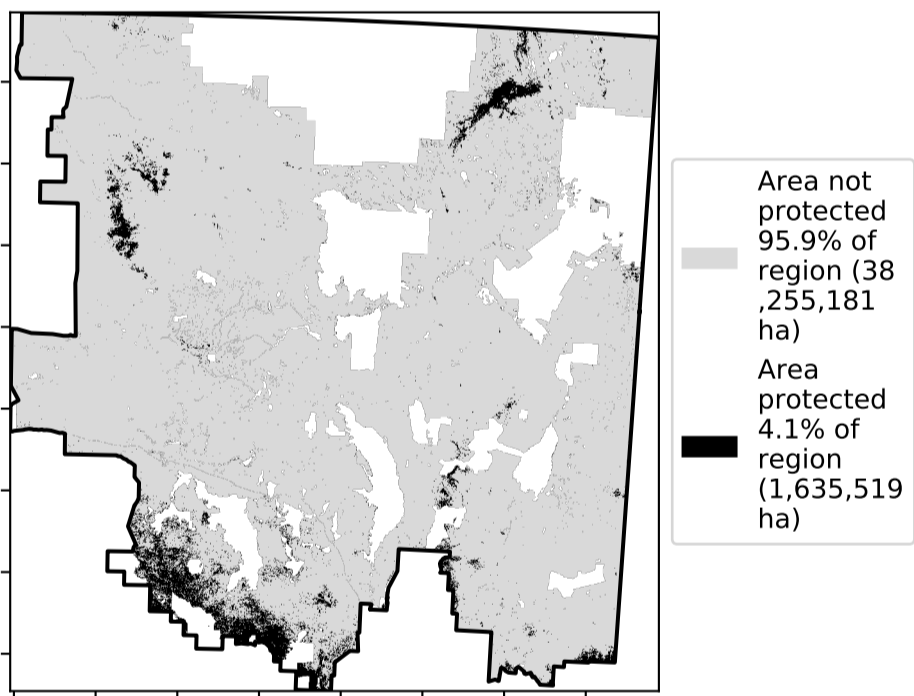 Area not
protected
95.9% of
region (38
,255,181
ha)
Area
protected
4.1% of
region
(1,635,519
ha)